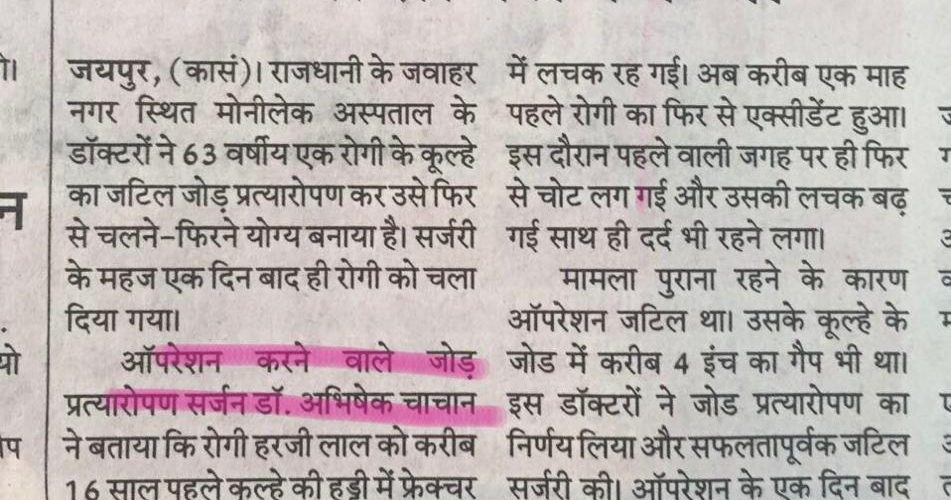 जयपुर, (कासं)। राजधानी के जवाहर
नगर स्थित मोनीलेक अस्पताल के
डॉक्टरों ने 63 वर्षीय एक रोगी के कूल्हे
का जटिल जोड़ प्रत्यारोपण कर उसे फिर
से चलने-फिरने योग्य बनाया है। सर्जरी
के महज एक दिन बाद ही रोगी को चला
दिया गया।
ऑपरेशन करने वाले जोड़
प्रत्यारोपण सर्जन डॉ. अभिषेक चाचान
ने बताया कि रोगी हरजी लाल को करीब
16 साल पहले कूल्हे की हड्डी में फ्रेक्चर
में लचक रह गई। अब करीब एक माह
पहले रोगी का फिर से एक्सीडेंट हुआ।
इस दौरान पहले वाली जगह पर ही फिर
से चोट लग गई और उसकी लचक बढ़
गई साथ ही दर्द भी रहने लगा।
मामला पुराना रहने के कारण
ऑपरेशन जटिल था। उसके कूल्हे के
जोड में करीब 4 इंच का गैप भी था।
इस डॉक्टरों ने जोड प्रत्यारोपण का
निर्णय लिया और सफलतापूर्वक जटिल
सर्जरी की। ऑपरेशन के एक दिन बाद